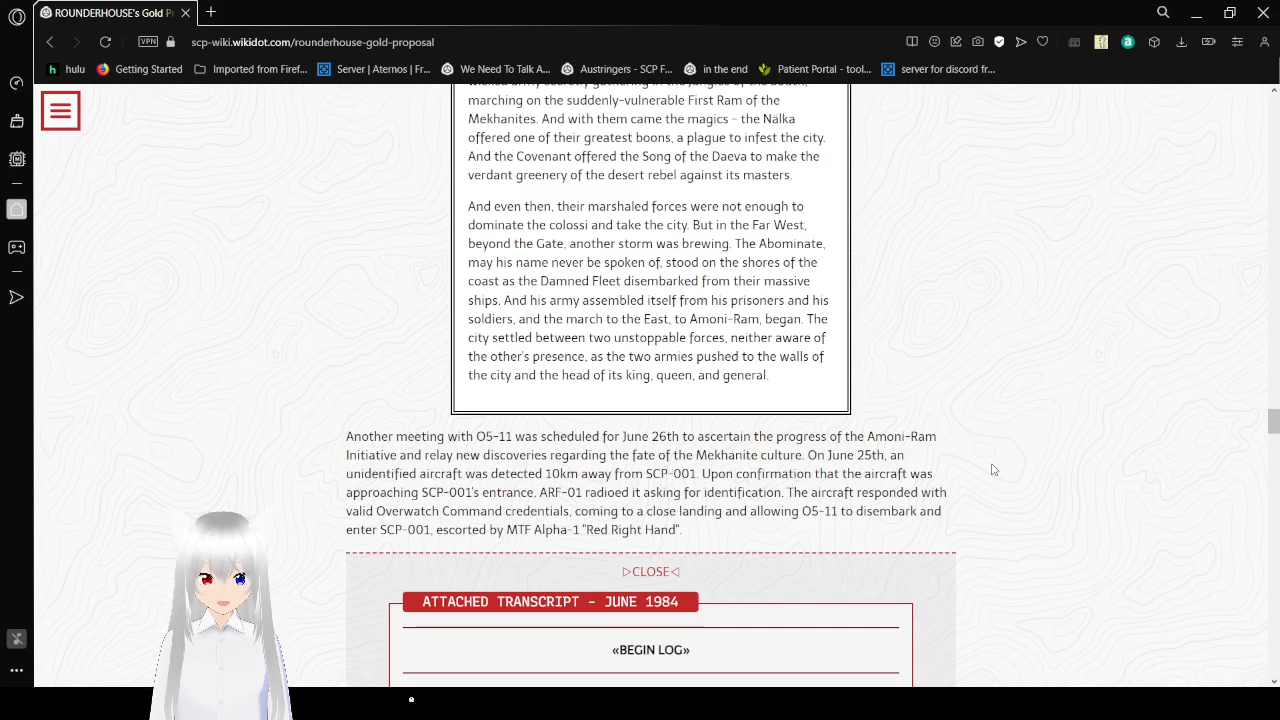 ROUNDERHOUSE's Gold P
VPN scp-wiki.wikidot.com/rounderhouse-gold-proposal
hulu Getting Started Imported from Firef... Server | Aternos | Fr... We Need To Talk A... Austringers - SCP F... in the end Patient Portal - tool... server for discord fr...
marching on the suddenly-vulnerable First Ram of the
Mekhanites. And with them came the magics - the Nalka
offered one of their greatest boons, a plague to infest the city.
And the Covenant offered the Song of the Daeva to make the
verdant greenery of the desert rebel against its masters.
And even then, their marshaled forces were not enough to
dominate the colossi and take the city. But in the Far West,
beyond the Gate, another storm was brewing. The Abominate,
may his name never be spoken of, stood on the shores of the
coast as the Damned Fleet disembarked from their massive
ships. And his army assembled itself from his prisoners and his
soldiers, and the march to the East, to Amoni-Ram, began. The
city settled between two unstoppable forces, neither aware of
the other's presence, as the two armies pushed to the walls of
the city and the head of its king, queen, and general.
Another meeting with O5-11 was scheduled for June 26th to ascertain the progress of the Amoni-Ram
Initiative and relay new discoveries regarding the fate of the Mekhanite culture. On June 25th, an
unidentified aircraft was detected 10km away from SCP-001. Upon confirmation that the aircraft was
approaching SCP-001's entrance, ARF-01 radioed it asking for identification. The aircraft responded with
valid Overwatch Command credentials, coming to a close landing and allowing O5-11 to disembark and
enter SCP-001, escorted by MTF Alpha-1 "Red Right Hand".
▷CLOSE◁
ATTACHED TRANSCRIPT - JUNE 1984
«BEGIN LOG»